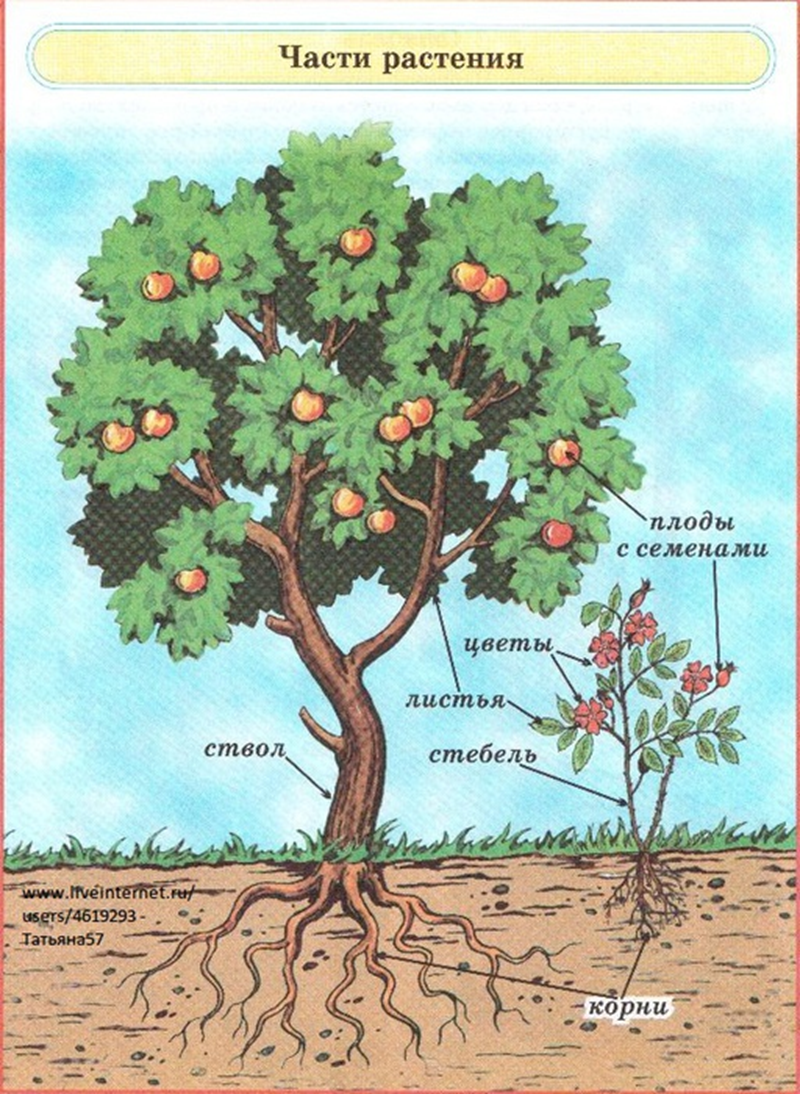 Части растения
плоды
с семенами
цветы
листья
ствол
стебель
www.liveinternet.ru/
users/4619293 -
Татьяна57
корни